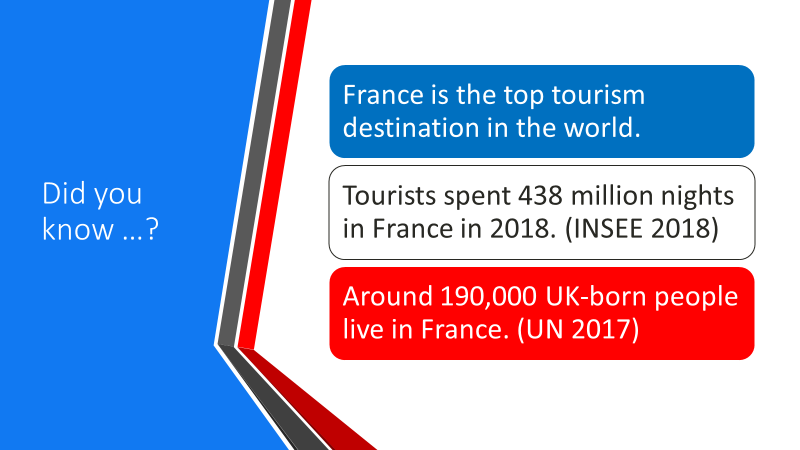 Did you
know …?
France is the top tourism
destination in the world.
Tourists spent 438 million nights
in France in 2018. (INSEE 2018)
Around 190,000 UK-born people
live in France. (UN 2017)